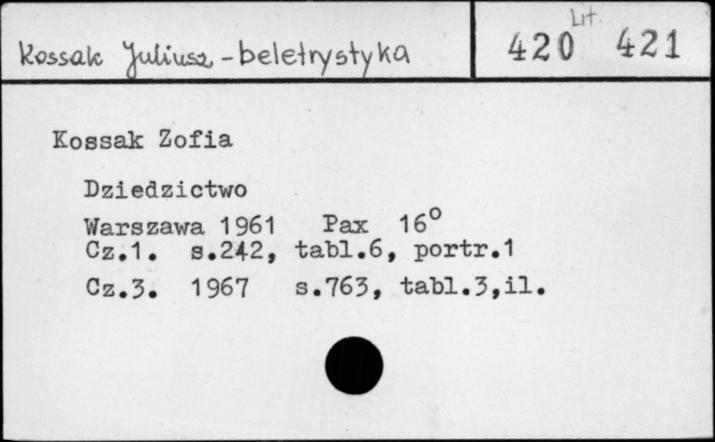 Lit.
Kossak Juliusz - beletrystyka 420 421
Kossak Zofia
Dziedzictwo
Warszawa 1961 Pax 16°
Cz.1. s.242, tabl.6, portr.1
Cz.3. 1967 s.763, tabl.3,il.